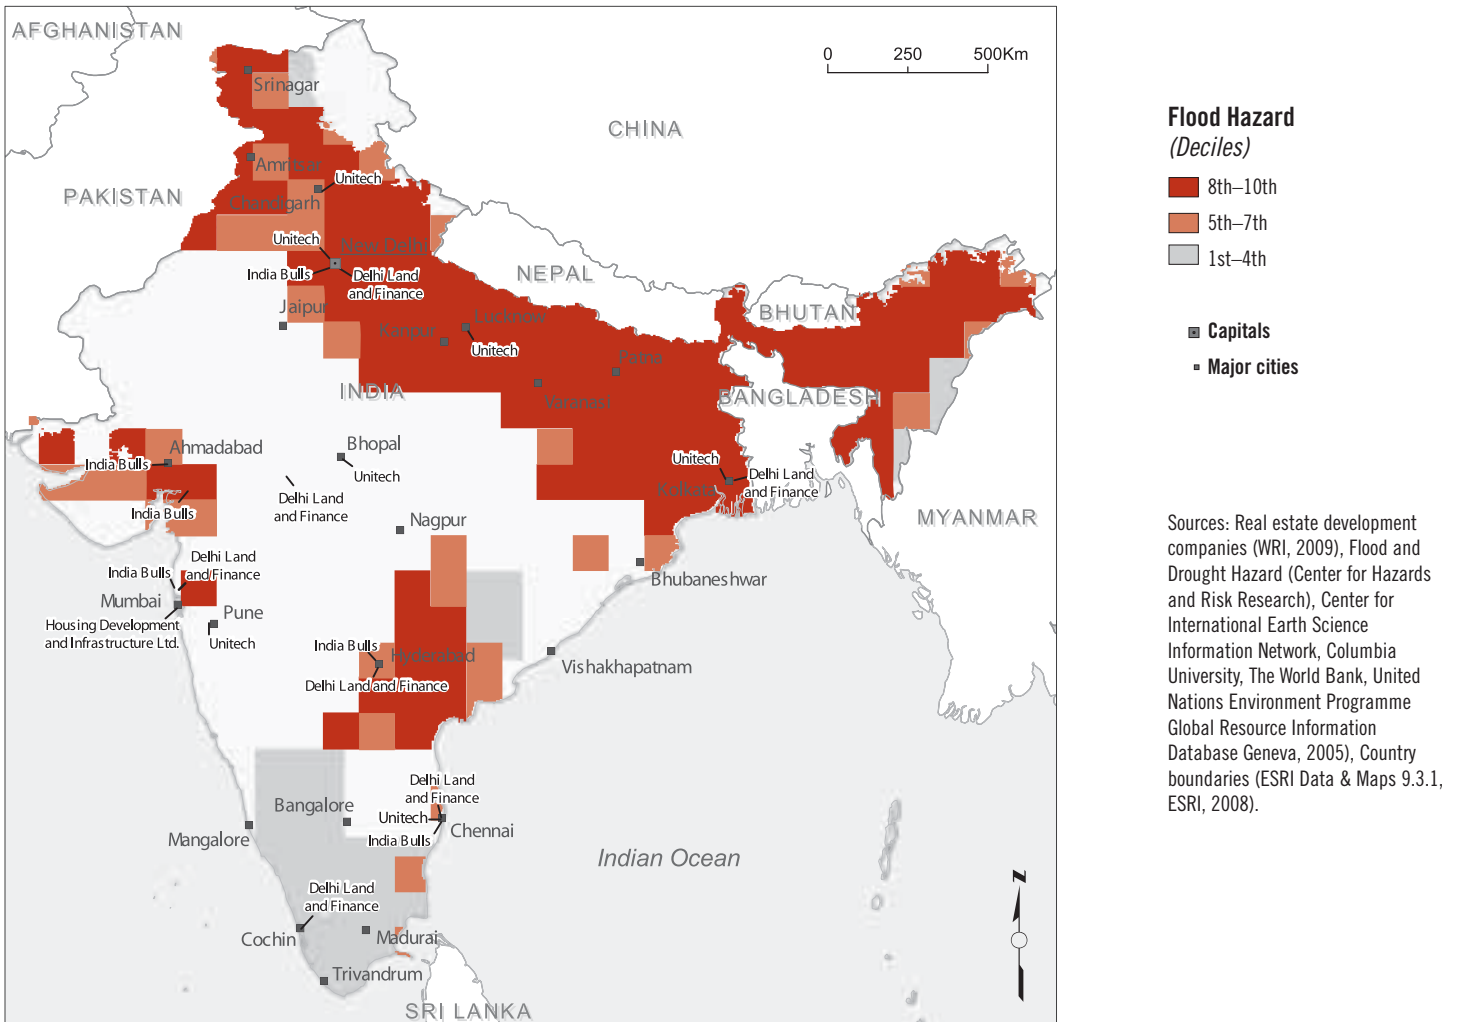 AFGHANISTAN
0 250 500Km
Srinagar
CHINA
Amritsar
PAKISTAN
Unitech
Chandigarh
Unitech
New Delhi
India Bulls
Delhi Land
and Finance
NEPAL
BHUTAN
Jaipur
Lucknow
Kanpur
Unitech
Patna
INDIA
Varanasi
BANGLADESH
Ahmadabad
India Bulls
Bhopal
Unitech
Unitech
Delhi Land
and Finance
Kolkata
Delhi Land
and Finance
India Bulls
Nagpur
MYANMAR
Delhi Land
and Finance
India Bulls
Mumbai
Bhubaneshwar
Pune
Housing Development
and Infrastructure Ltd.
Unitech
India Bulls
Hyderabad
Delhi Land and Finance
Vishakhapatnam
Delhi Land
and Finance
Bangalore
Unitech
India Bulls
Chennai
Mangalore
Indian Ocean
Delhi Land
and Finance
Cochin
Madurai
Trivandrum
SRI LANKA
N
Flood Hazard
(Deciles)
8th–10th
5th–7th
1st–4th
Capitals
Major cities
Sources: Real estate development
companies (WRI, 2009), Flood and
Drought Hazard (Center for Hazards
and Risk Research), Center for
International Earth Science
Information Network, Columbia
University, The World Bank, United
Nations Environment Programme
Global Resource Information
Database Geneva, 2005), Country
boundaries (ESRI Data & Maps 9.3.1,
ESRI, 2008).